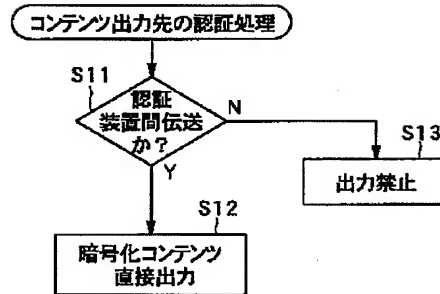 コンテンツ出力先の認証処理
S11
認証
装置間伝送
か？
N
Y
S13
出力禁止
S12
暗号化コンテンツ
直接出力